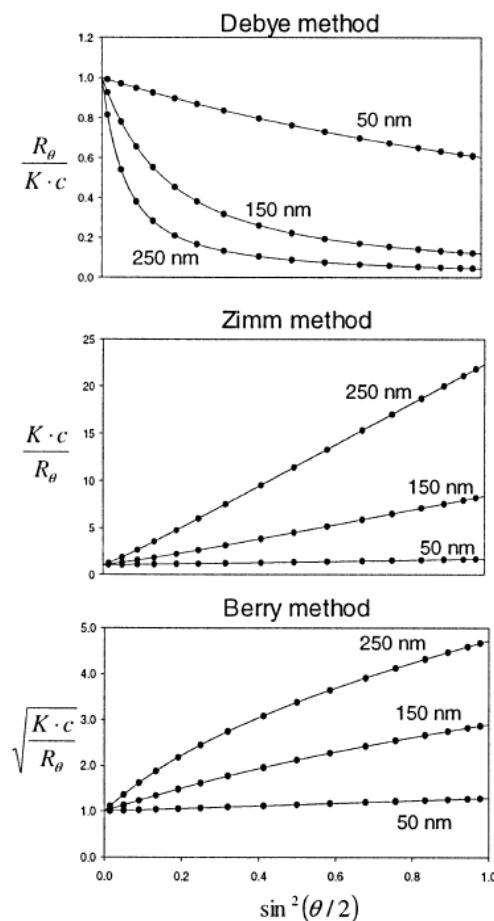 Debye method
1.2
1.0
0.8
0.6
0.4
0.2
0.0
R_θ
K · c
50 nm
150 nm
250 nm
Zimm method
25
20
15
10
5
0
K · c
R_θ
250 nm
150 nm
50 nm
Berry method
5.0
4.0
3.0
2.0
1.0
0.0
√
K · c
R_θ
250 nm
150 nm
50 nm
0.0 0.2 0.4 0.6 0.8 1.0
sin²(θ/2)